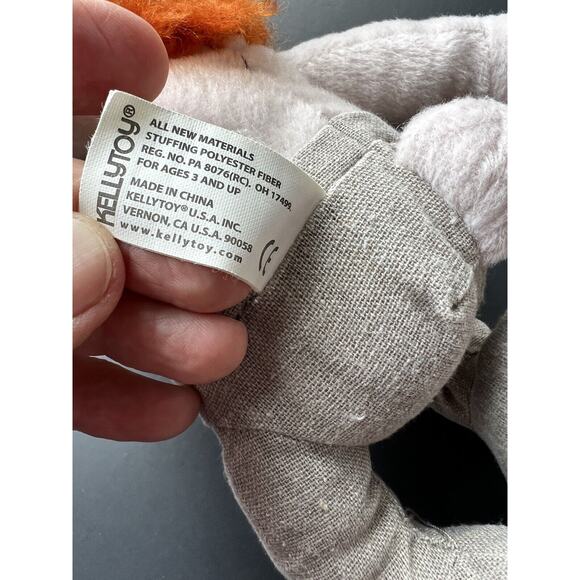 KELLYTOY®
ALL NEW MATERIALS
STUFFING POLYESTER FIBER
REG. NO. PA 8076(RC). OH 17499.
FOR AGES 3 AND UP
MADE IN CHINA
KELLYTOY® U.S.A. INC.
VERNON, CA U.S.A. 90058
www.kellytoy.com
CE